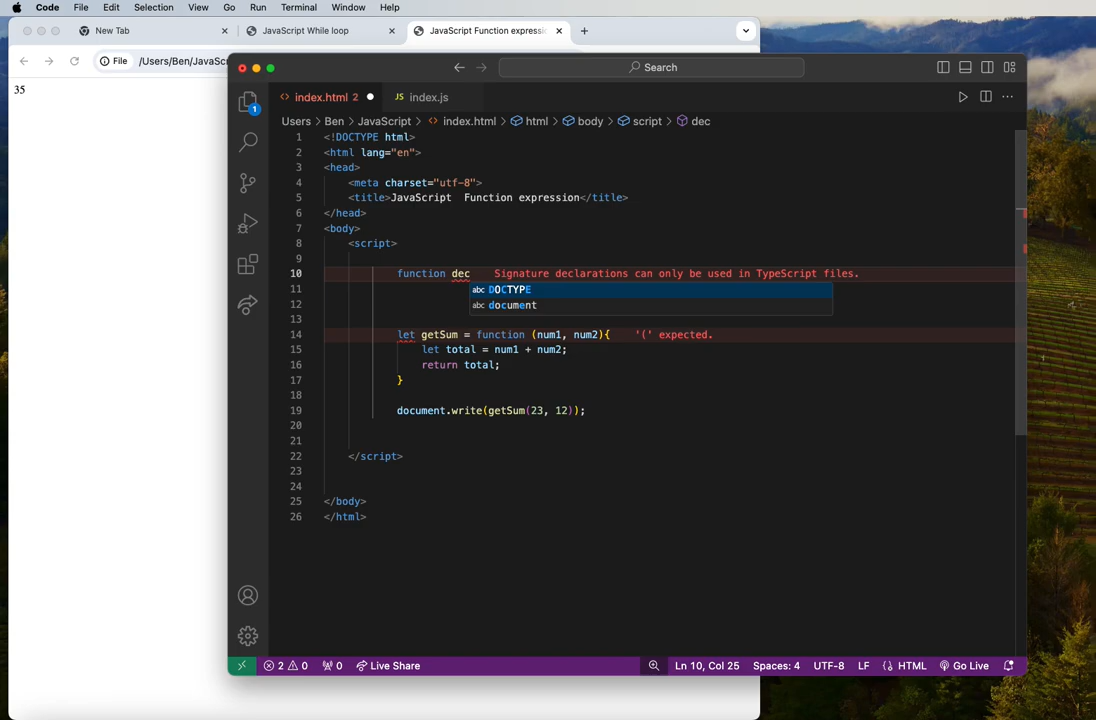 Code File Edit Selection View Go Run Terminal Window Help
New Tab
JavaScript While loop
JavaScript Function expressi
File /Users/Ben/JavaSc
35
Search
index.html 2
JS index.js
Users > Ben > JavaScript > index.html > html > body > script > dec
1 <!DOCTYPE html>
2 <html lang="en">
3 <head>
4 <meta charset="utf-8">
5 <title>JavaScript  Function expression</title>
6 </head>
7 <body>
8 <script>
9
10 function dec Signature declarations can only be used in TypeScript files.
11 abc DOCTYPE
12 abc document
13
14 let getSum = function (num1, num2){ '(' expected.
15 let total = num1 + num2;
16 return total;
17 }
18
19 document.write(getSum(23, 12));
20
21
22 </script>
23
24
25 </body>
26 </html>
1
2 0 0 Live Share
Ln 10, Col 25 Spaces: 4 UTF-8 LF HTML Go Live